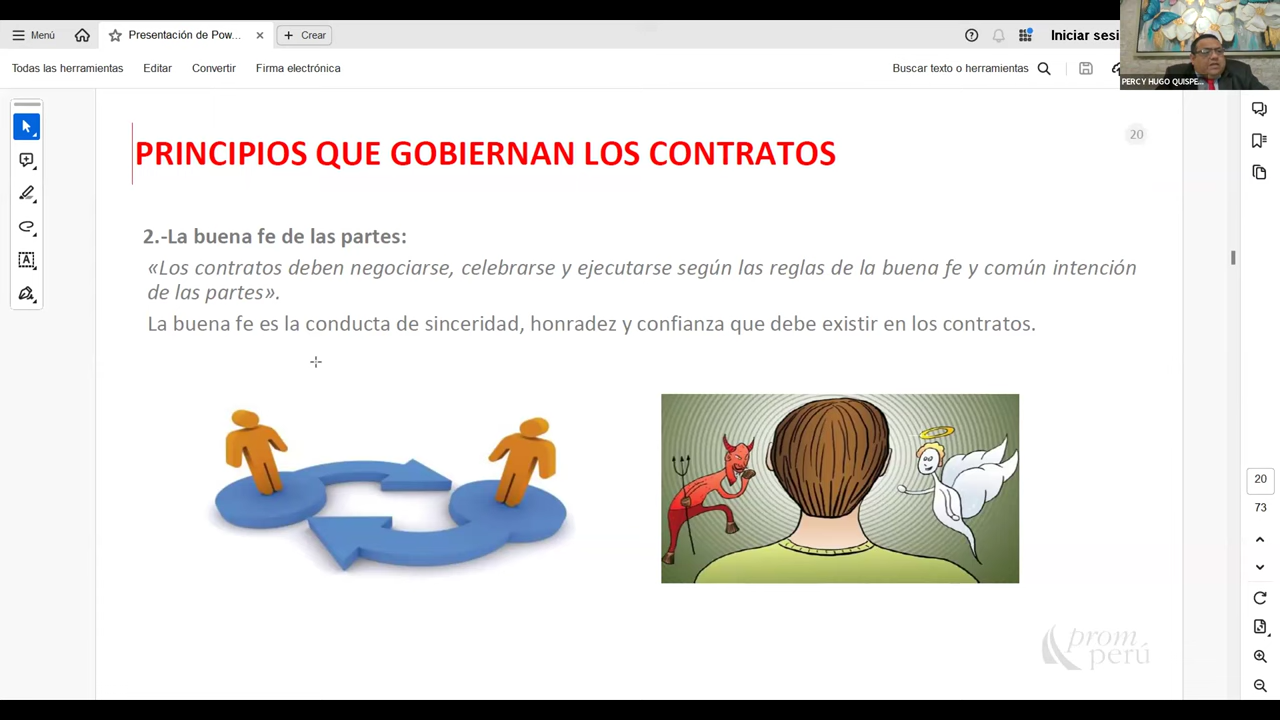 Menú
Presentación de Pow...
Crear
Iniciar sesi
Todas las herramientas
Editar
Convertir
Firma electrónica
Buscar texto o herramientas
PERCY HUGO QUISPE...
20
PRINCIPIOS QUE GOBIERNAN LOS CONTRATOS
2.-La buena fe de las partes:
«Los contratos deben negociarse, celebrarse y ejecutarse según las reglas de la buena fe y común intención
de las partes».
La buena fe es la conducta de sinceridad, honradez y confianza que debe existir en los contratos.
20
73
prom
perú